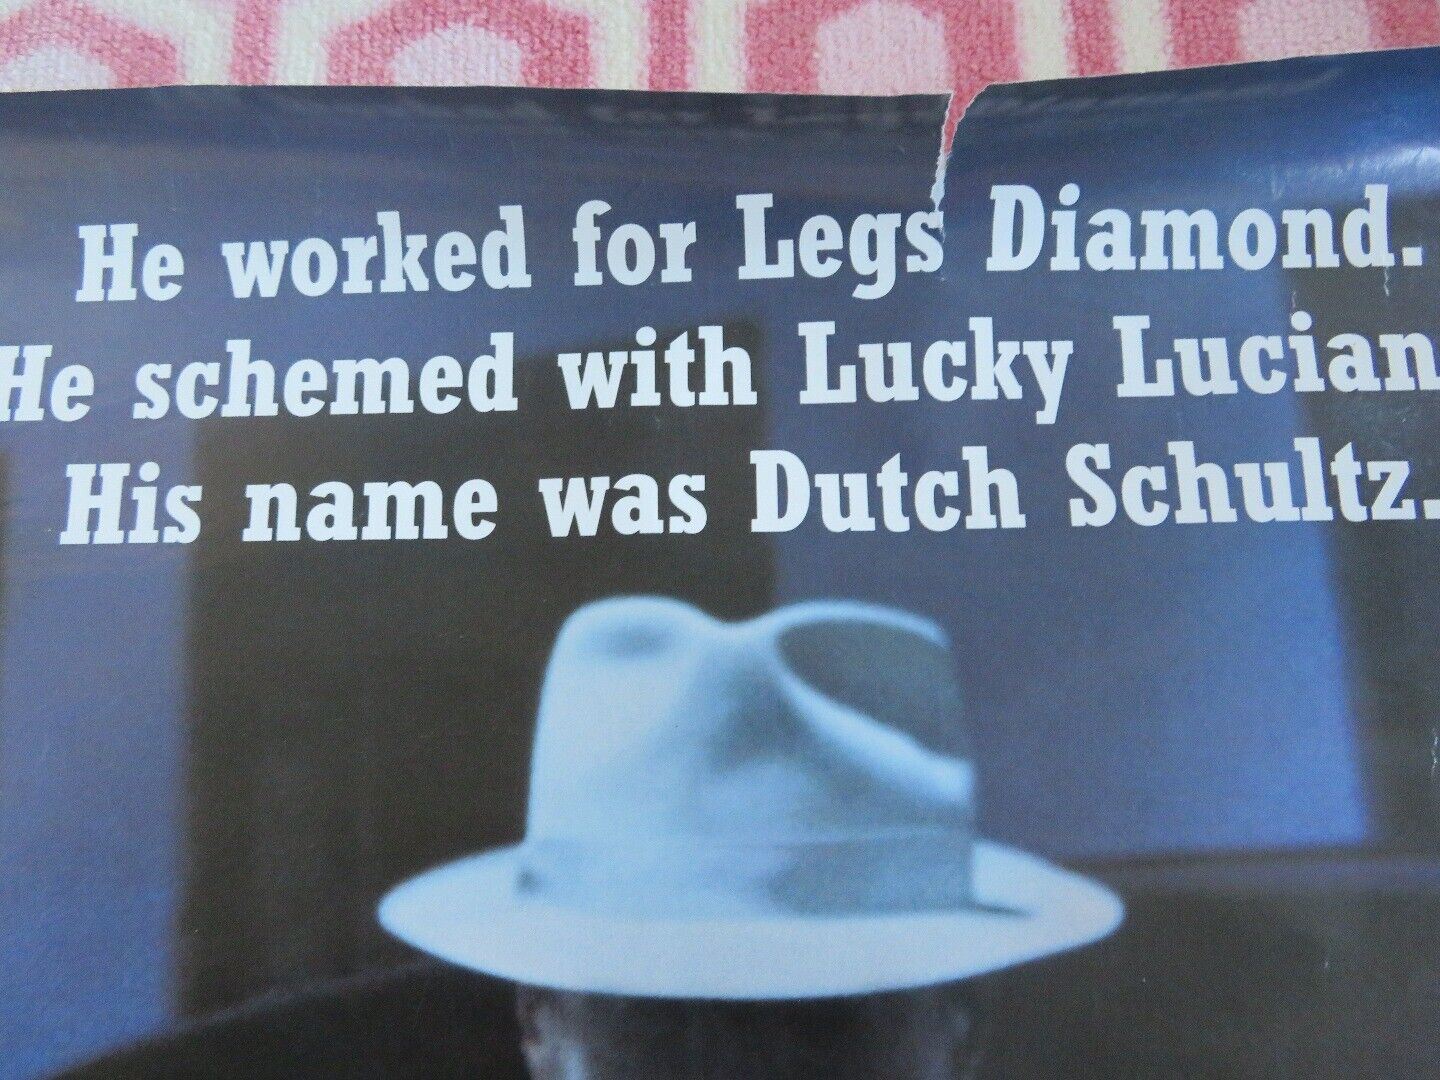 He worked for Legs Diamond.
He schemed with Lucky Lucian
His name was Dutch Schultz.